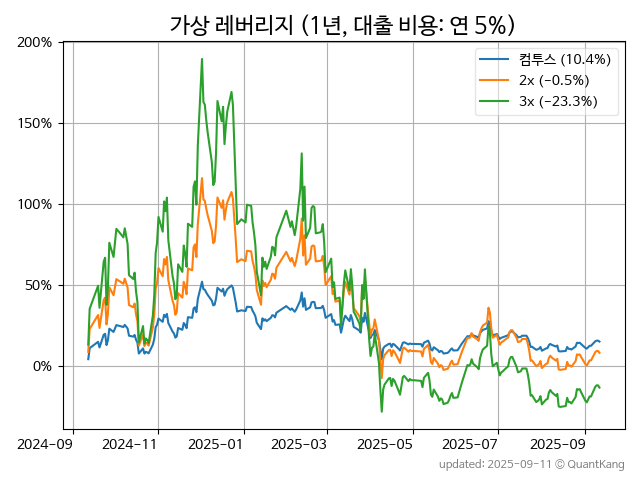 가상 레버리지 (1년, 대출 비용: 연 5%)
200%
150%
100%
50%
0%
컴투스 (10.4%)
2x (−0.5%)
3x (−23.3%)
2024-09
2024-11
2025-01
2025-03
2025-05
2025-07
2025-09
updated: 2025-09-11 © QuantKang